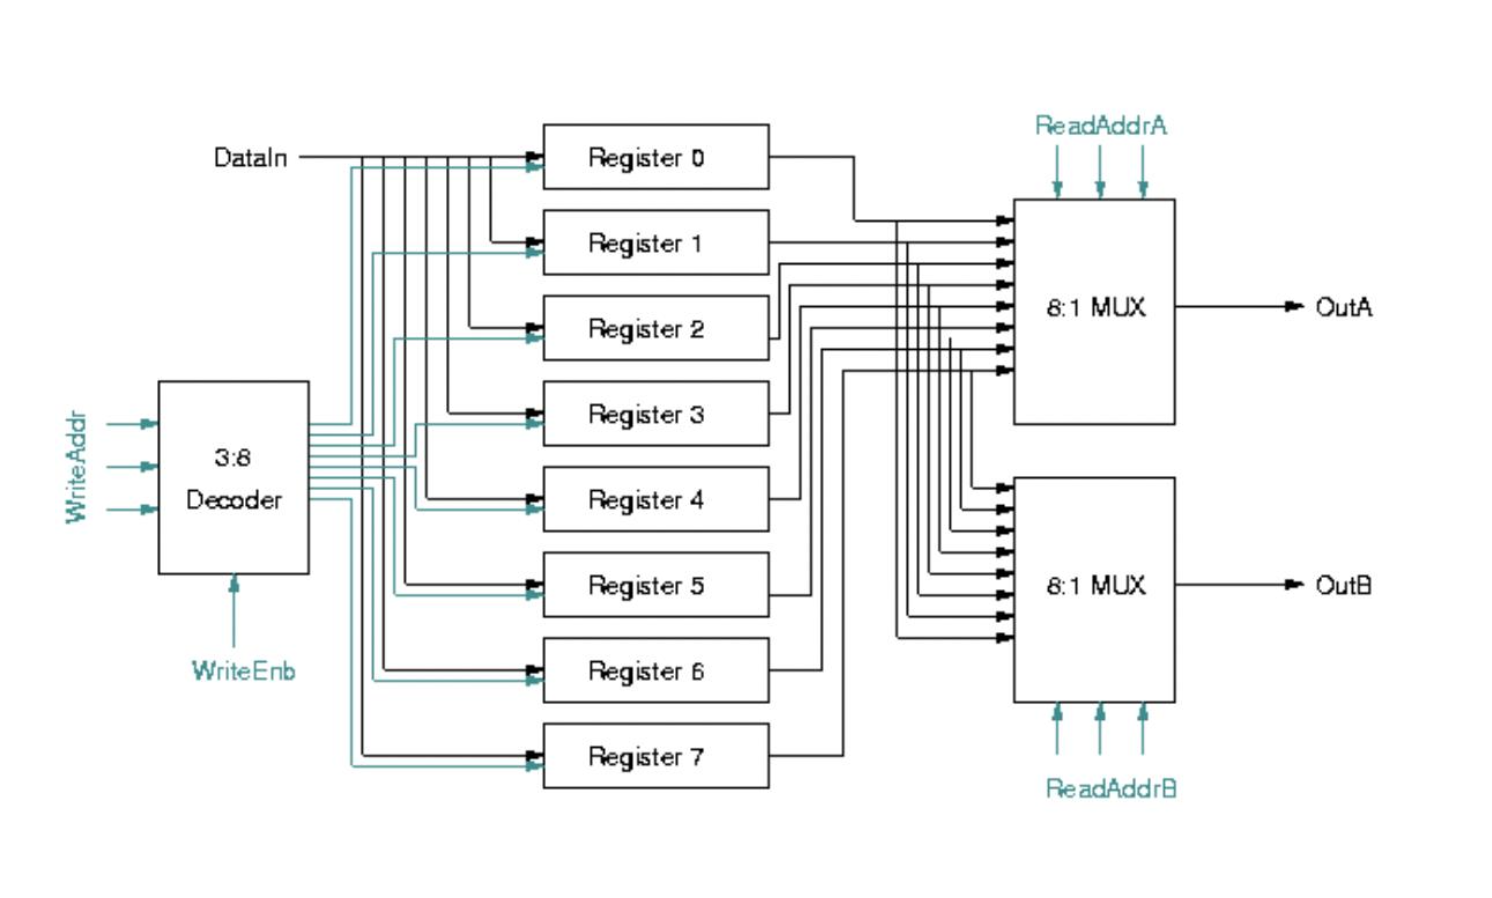 ReadAddrA
DataIn
Register 0
Register 1
Register 2
8:1 MUX
OutA
Register 3
WriteAddr
3:8
Decoder
Register 4
Register 5
8:1 MUX
OutB
WriteEnb
Register 6
Register 7
ReadAddrB